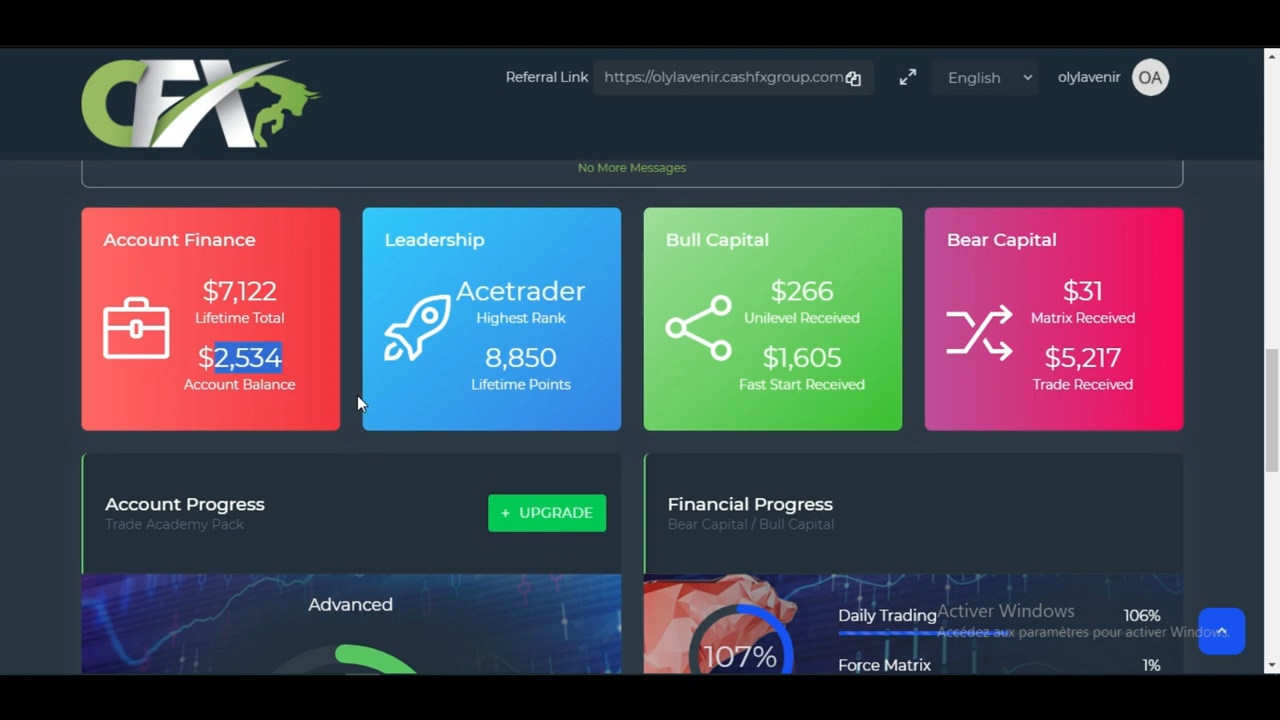 CFX
Referral Link https://olylavenir.cashfxgroup.com English olylavenir OA
No More Messages
Account Finance
$7,122
Lifetime Total
$2,534
Account Balance
Leadership
Acetrader
Highest Rank
8,850
Lifetime Points
Bull Capital
$266
Unilevel Received
$1,605
Fast Start Received
Bear Capital
$31
Matrix Received
$5,217
Trade Received
Account Progress
Trade Academy Pack
+ UPGRADE
Financial Progress
Bear Capital / Bull Capital
Advanced
107%
Daily Trading 106%
Force Matrix 1%
Activer Windows
Accédez aux paramètres pour activer Windows.